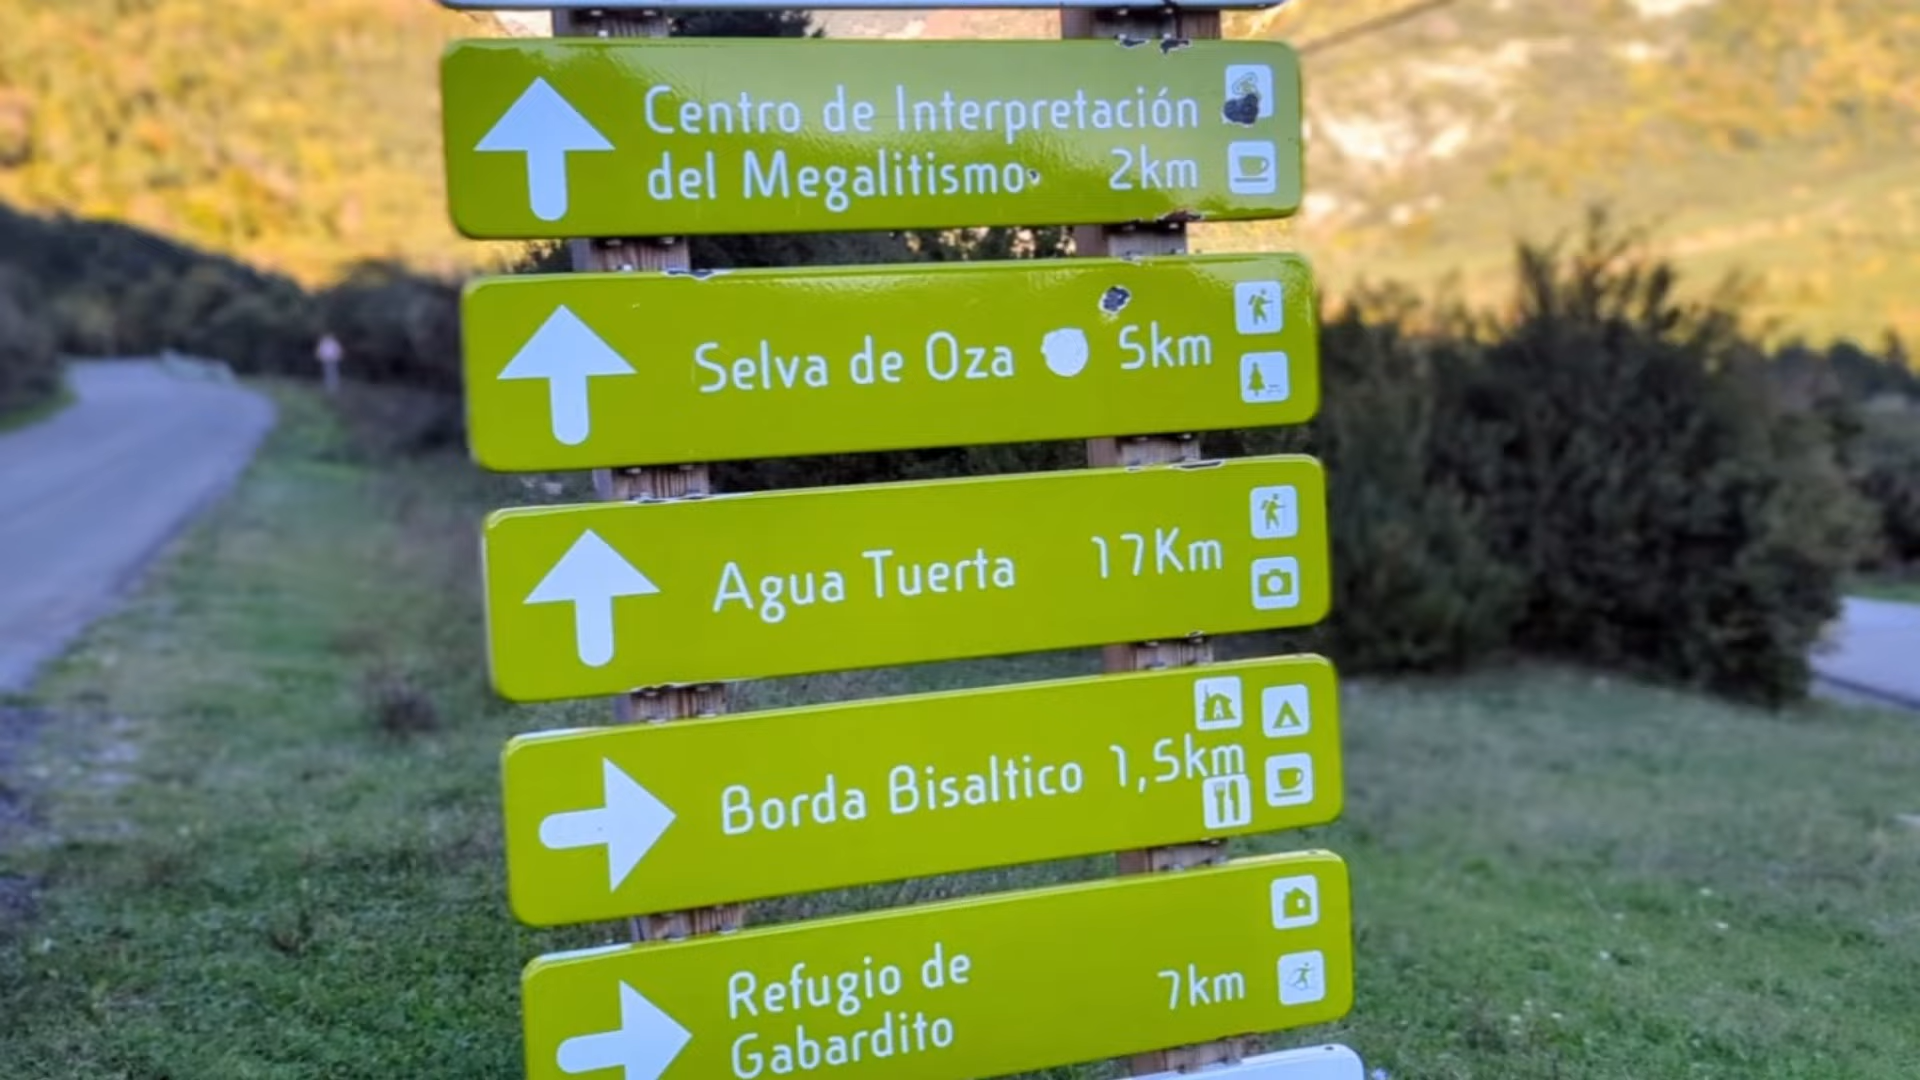 Centro de Interpretación
del Megalitismo 2km
Selva de Oza 5km
Agua Tuerta 17Km
Borda Bisaltico 1,5km
Refugio de
Gabardito 7km